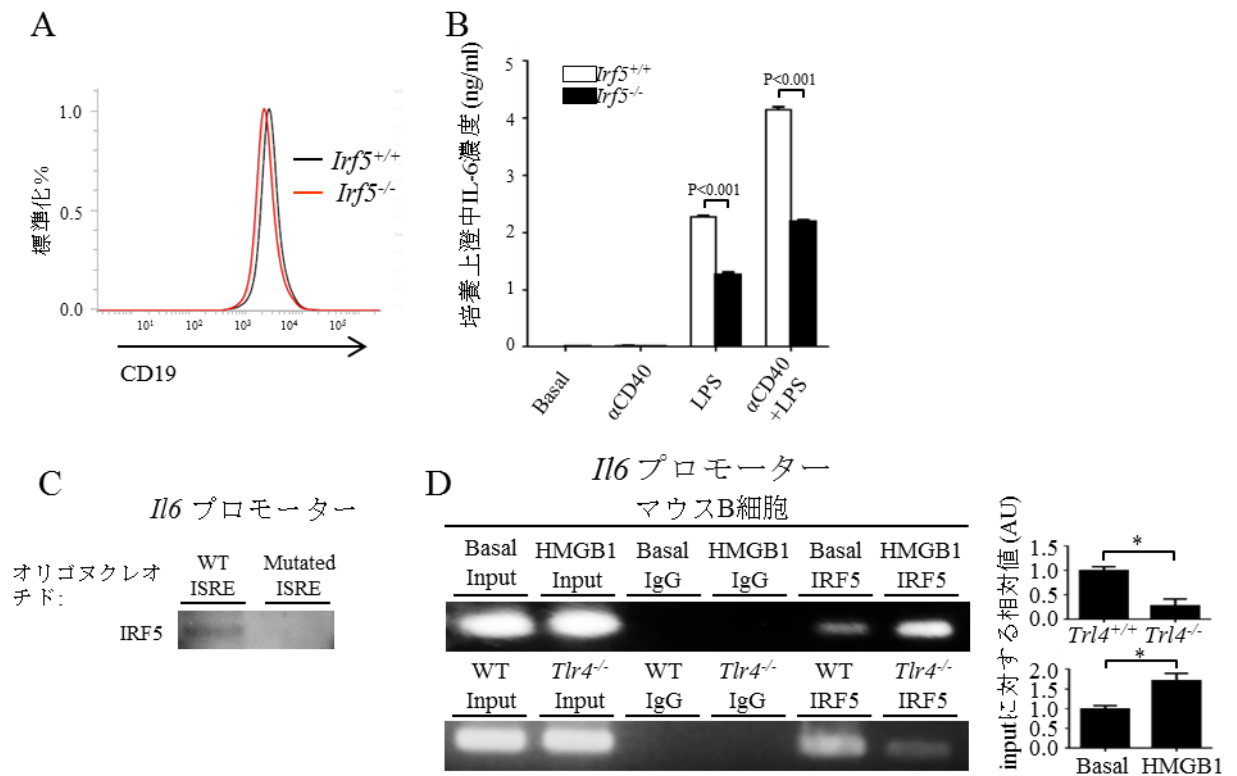 A
1.0
0.5
0.0
標準化%
Irf5+/+
Irf5-/-
10¹ 10² 10³ 10⁴ 10⁵
CD19
B
培養上澄中IL-6濃度 (ng/ml)
5
4
3
2
1
0
Irf5+/+
Irf5-/-
P<0.001
P<0.001
Basal
αCD40
LPS
αCD40
+LPS
C
Il6 プロモーター
オリゴヌクレオ
チド:
WT
ISRE
Mutated
ISRE
IRF5
D
Il6 プロモーター
マウスB細胞
Basal HMGB1 Basal HMGB1 Basal HMGB1
Input Input IgG IgG IRF5 IRF5
WT Tlr4-/- WT Tlr4-/- WT Tlr4-/-
Input Input IgG IgG IRF5 IRF5
inputに対する相対値 (AU)
1.5
1.0
0.5
0.0
*
Trl4+/+ Trl4-/-
2.0
1.5
1.0
0.5
0.0
*
Basal HMGB1